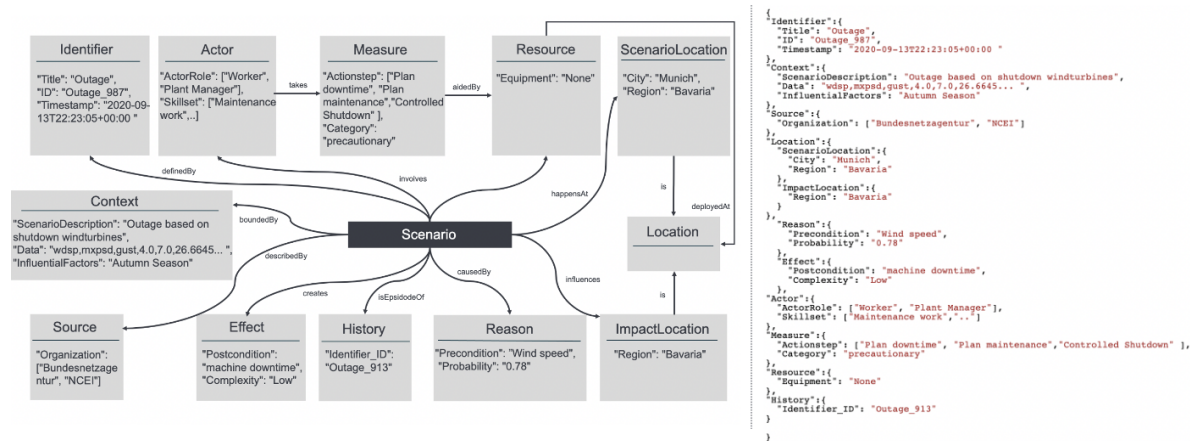 Identifier
"Title": "Outage",
"ID": "Outage_987",
"Timestamp": "2020-09-
13T22:23:05+00:00 "
Actor
"ActorRole": ["Worker",
"Plant Manager"],
"Skillset": ["Maintenance
work",..]
takes
Measure
"Actionstep": ["Plan
downtime", "Plan
maintenance","Controlled
Shutdown" ],
"Category":
"precautionary"
aidedBy
Resource
"Equipment": "None"
ScenarioLocation
"City": "Munich",
"Region": "Bavaria"
definedBy
involves
happensAt
is
deployedAt
Context
"ScenarioDescription": "Outage based on
shutdown windturbines",
"Data": "wdsp,mxpsd,gust,4.0,7.0,26.6645... ",
"InfluentialFactors": "Autumn Season"
boundedBy
Scenario
Location
describedBy
creates
isEpsidodeOf
causedBy
influences
is
Source
"Organization":
["Bundesnetzage
ntur", "NCEI"]
Effect
"Postcondition":
"machine downtime",
"Complexity": "Low"
History
"Identifier_ID":
"Outage_913"
Reason
"Precondition": "Wind speed",
"Probability": "0.78"
ImpactLocation
"Region": "Bavaria"
{
"Identifier":{
"Title": "Outage",
"ID": "Outage_987",
"Timestamp": "2020-09-13T22:23:05+00:00 "
},
"Context":{
"ScenarioDescription": "Outage based on shutdown windturbines",
"Data": "wdsp,mxpsd,gust,4.0,7.0,26.6645... ",
"InfluentialFactors": "Autumn Season"
},
"Source":{
"Organization": ["Bundesnetzagentur", "NCEI"]
},
"Location":{
"ScenarioLocation":{
"City": "Munich",
"Region": "Bavaria"
},
"ImpactLocation":{
"Region": "Bavaria"
}
},
"Reason":{
"Precondition": "Wind speed",
"Probability": "0.78"
},
"Effect":{
"Postcondition": "machine downtime",
"Complexity": "Low"
},
"Actor":{
"ActorRole": ["Worker", "Plant Manager"],
"Skillset": ["Maintenance work",".."]
},
"Measure":{
"Actionstep": ["Plan downtime", "Plan maintenance","Controlled Shutdown" ],
"Category": "precautionary"
},
"Resource":{
"Equipment": "None"
},
"History":{
"Identifier_ID": "Outage_913"
}
}